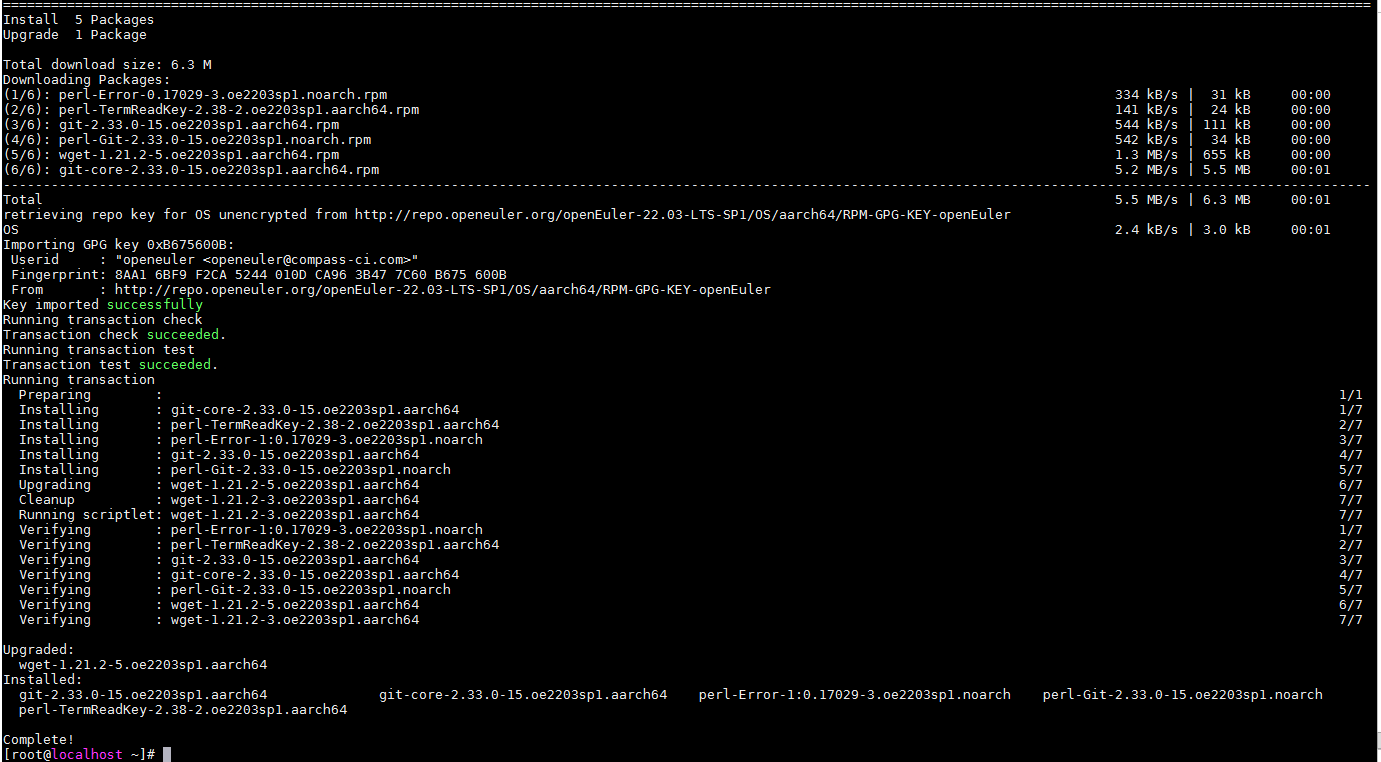 ================================================================================
Install  5 Packages
Upgrade  1 Package
Total download size: 6.3 M
Downloading Packages:
(1/6): perl-Error-0.17029-3.oe2203sp1.noarch.rpm 334 kB/s |  31 kB     00:00
(2/6): perl-TermReadKey-2.38-2.oe2203sp1.aarch64.rpm 141 kB/s |  24 kB     00:00
(3/6): git-2.33.0-15.oe2203sp1.aarch64.rpm 544 kB/s | 111 kB     00:00
(4/6): perl-Git-2.33.0-15.oe2203sp1.noarch.rpm 542 kB/s |  34 kB     00:00
(5/6): wget-1.21.2-5.oe2203sp1.aarch64.rpm 1.3 MB/s | 655 kB     00:00
(6/6): git-core-2.33.0-15.oe2203sp1.aarch64.rpm 5.2 MB/s | 5.5 MB     00:01
--------------------------------------------------------------------------------
Total 5.5 MB/s | 6.3 MB     00:01
retrieving repo key for OS unencrypted from http://repo.openeuler.org/openEuler-22.03-LTS-SP1/OS/aarch64/RPM-GPG-KEY-openEuler
OS 2.4 kB/s | 3.0 kB     00:01
Importing GPG key 0xB675600B:
 Userid     : "openeuler <openeuler@compass-ci.com>"
 Fingerprint: 8AA1 6BF9 F2CA 5244 010D CA96 3B47 7C60 B675 600B
 From       : http://repo.openeuler.org/openEuler-22.03-LTS-SP1/OS/aarch64/RPM-GPG-KEY-openEuler
Key imported successfully
Running transaction check
Transaction check succeeded.
Running transaction test
Transaction test succeeded.
Running transaction
  Preparing        : 1/1
  Installing       : git-core-2.33.0-15.oe2203sp1.aarch64 1/7
  Installing       : perl-TermReadKey-2.38-2.oe2203sp1.aarch64 2/7
  Installing       : perl-Error-1:0.17029-3.oe2203sp1.noarch 3/7
  Installing       : git-2.33.0-15.oe2203sp1.aarch64 4/7
  Installing       : perl-Git-2.33.0-15.oe2203sp1.noarch 5/7
  Upgrading        : wget-1.21.2-5.oe2203sp1.aarch64 6/7
  Cleanup          : wget-1.21.2-3.oe2203sp1.aarch64 7/7
  Running scriptlet: wget-1.21.2-3.oe2203sp1.aarch64 7/7
  Verifying        : perl-Error-1:0.17029-3.oe2203sp1.noarch 1/7
  Verifying        : perl-TermReadKey-2.38-2.oe2203sp1.aarch64 2/7
  Verifying        : git-2.33.0-15.oe2203sp1.aarch64 3/7
  Verifying        : git-core-2.33.0-15.oe2203sp1.aarch64 4/7
  Verifying        : perl-Git-2.33.0-15.oe2203sp1.noarch 5/7
  Verifying        : wget-1.21.2-5.oe2203sp1.aarch64 6/7
  Verifying        : wget-1.21.2-3.oe2203sp1.aarch64 7/7
Upgraded:
  wget-1.21.2-5.oe2203sp1.aarch64
Installed:
  git-2.33.0-15.oe2203sp1.aarch64 git-core-2.33.0-15.oe2203sp1.aarch64 perl-Error-1:0.17029-3.oe2203sp1.noarch perl-Git-2.33.0-15.oe2203sp1.noarch
  perl-TermReadKey-2.38-2.oe2203sp1.aarch64
Complete!
[root@localhost ~]#